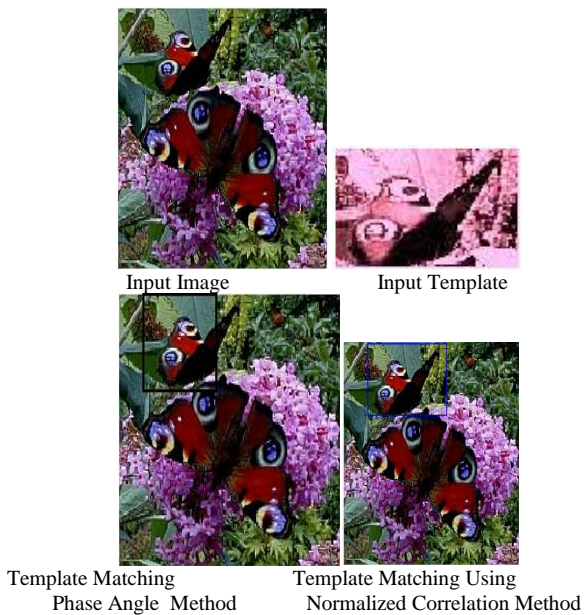 Input Image
Input Template
Template Matching
Phase Angle Method
Template Matching Using
Normalized Correlation Method